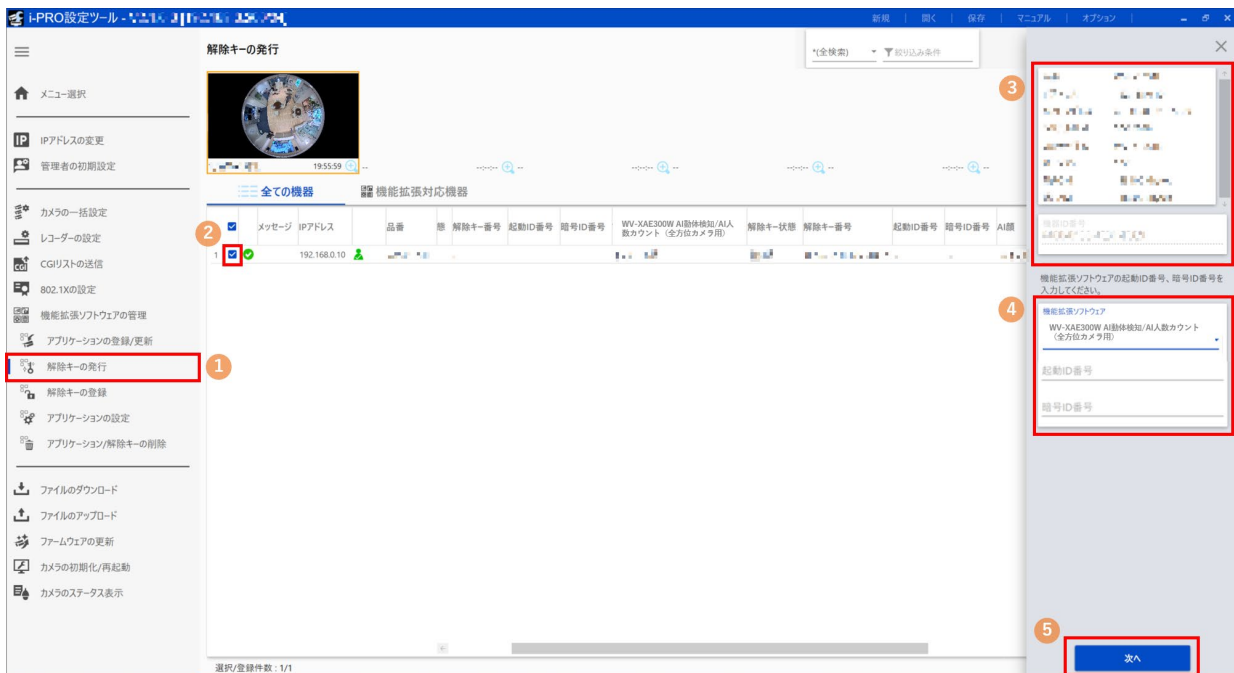 i-PRO設定ツール -
新規 | 開く | 保存 | マニュアル | オプション |
解除キーの発行
*(全検索)
絞り込み条件
メニュー選択
IPアドレスの変更
管理者の初期設定
カメラの一括設定
レコーダーの設定
CGIリストの送信
802.1Xの設定
機能拡張ソフトウェアの管理
アプリケーションの登録/更新
解除キーの発行
解除キーの登録
アプリケーションの設定
アプリケーション/解除キーの削除
ファイルのダウンロード
ファイルのアップロード
ファームウェアの更新
カメラの初期化/再起動
カメラのステータス表示
1
19:55:59 --
--:--:-- --
--:--:-- --
--:--:-- --
--:--:-- --
全ての機器
機能拡張対応機器
2
メッセージ IPアドレス 品番 態 解除キー番号 起動ID番号 暗号ID番号 WV-XAE300W AI動体検知/AI人
数カウント（全方位カメラ用） 解除キー状態 解除キー番号 起動ID番号 暗号ID番号 AI顔
1 192.168.0.10
選択/登録件数 : 1/1
3
機器ID番号
機能拡張ソフトウェアの起動ID番号、暗号ID番号を
入力してください。
4
機能拡張ソフトウェア
WV-XAE300W AI動体検知/AI人数カウント
（全方位カメラ用）
起動ID番号
暗号ID番号
5
次へ